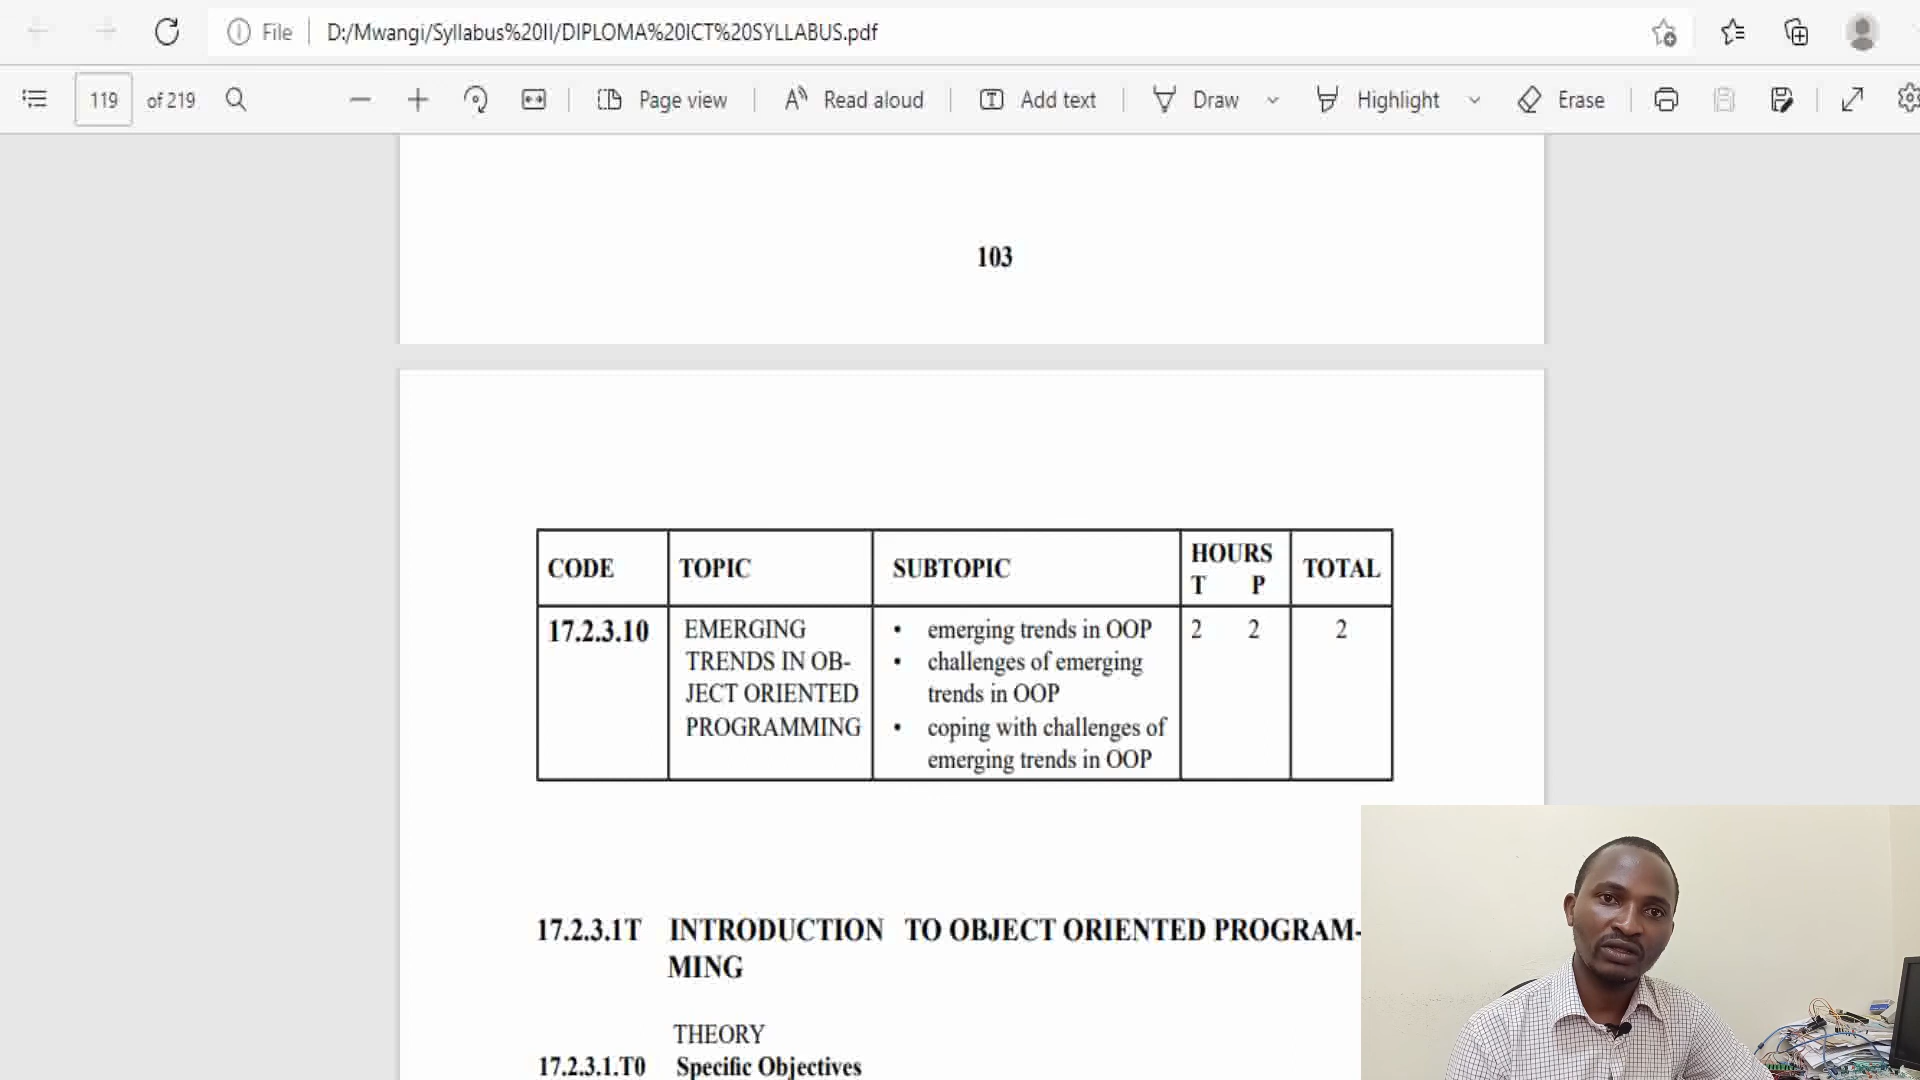 File D:/Mwangi/Syllabus%20II/DIPLOMA%20ICT%20SYLLABUS.pdf
119 of 219 Page view Read aloud Add text Draw Highlight Erase
103
CODE TOPIC SUBTOPIC HOURS TOTAL
T P
17.2.3.10 EMERGING • emerging trends in OOP 2 2 2
TRENDS IN OB- • challenges of emerging
JECT ORIENTED trends in OOP
PROGRAMMING • coping with challenges of
emerging trends in OOP
17.2.3.1T INTRODUCTION TO OBJECT ORIENTED PROGRAM-
MING
THEORY
17.2.3.1.T0 Specific Objectives